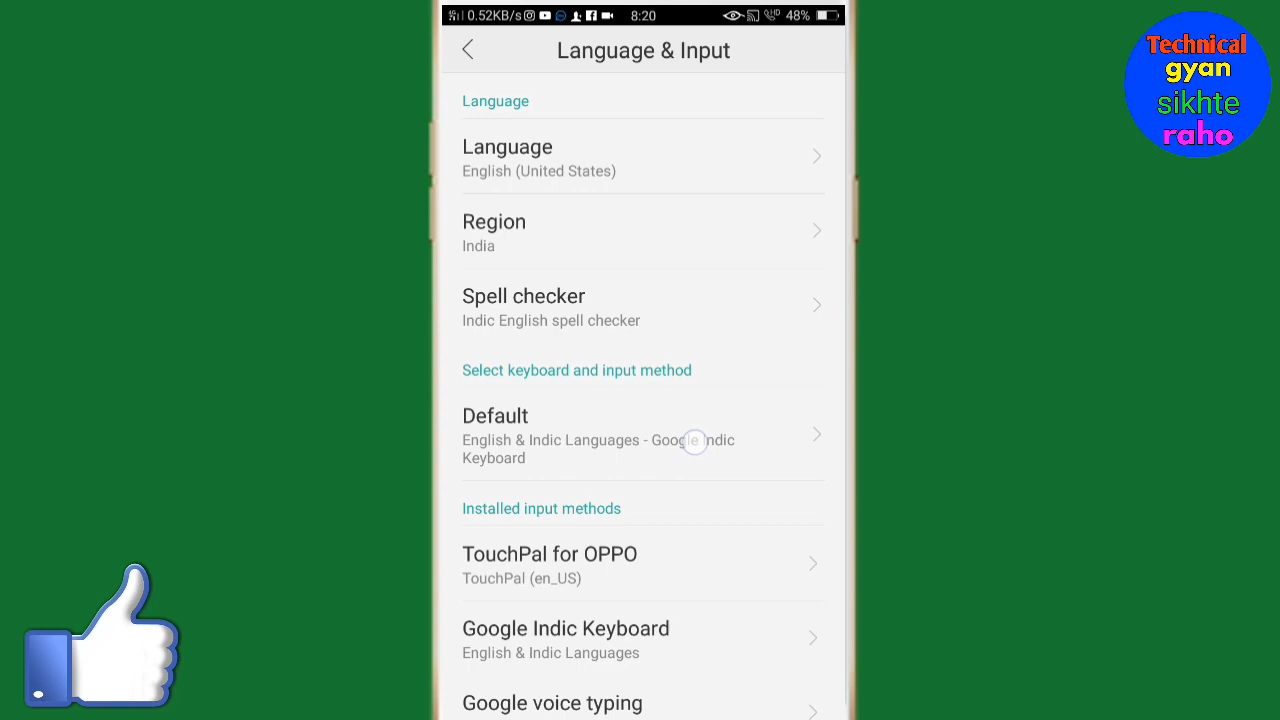 4G 0.52KB/s 8:20 HD 48%
Language & Input
Language
Language
English (United States)
Region
India
Spell checker
Indic English spell checker
Select keyboard and input method
Default
English & Indic Languages - Google Indic
Keyboard
Installed input methods
TouchPal for OPPO
TouchPal (en_US)
Google Indic Keyboard
English & Indic Languages
Google voice typing
Technical
gyan
sikhte
raho